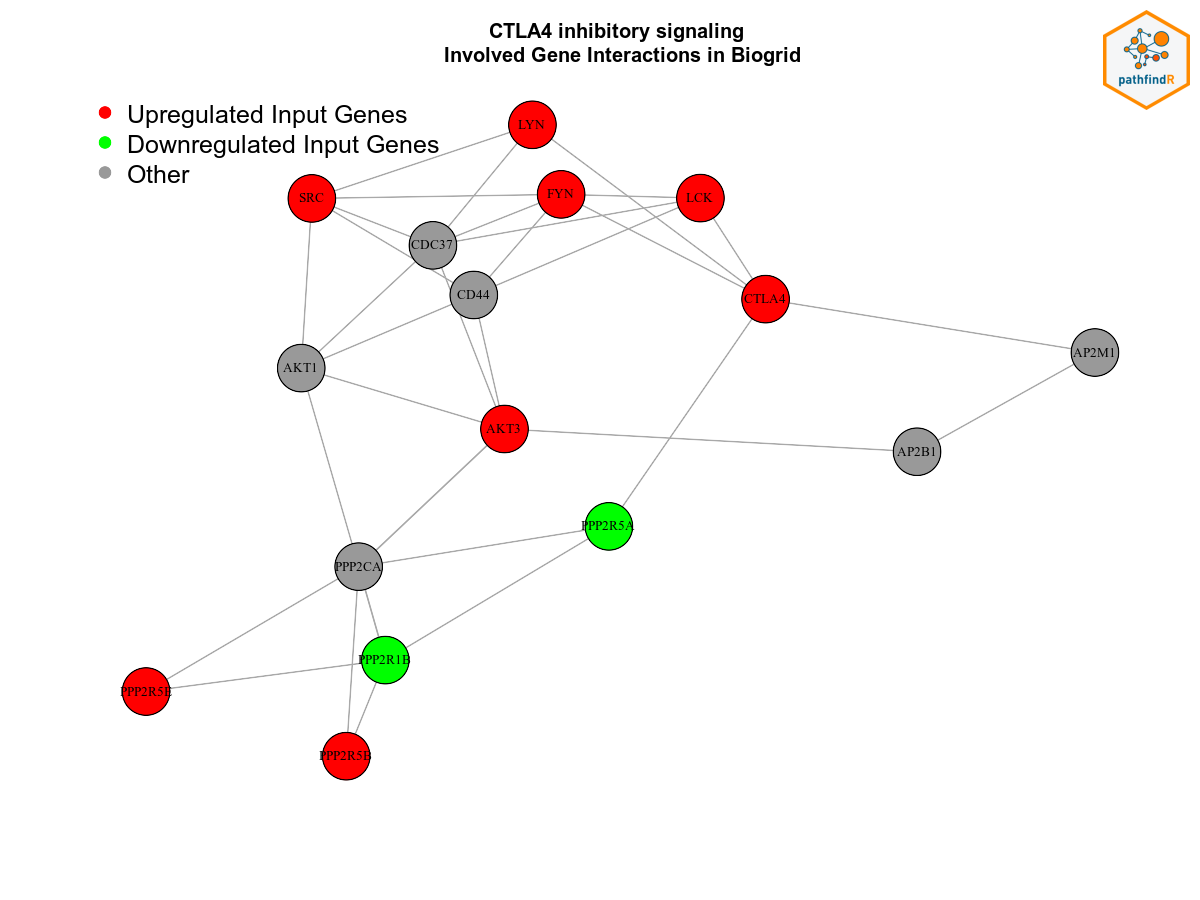 CTLA4 inhibitory signaling
Involved Gene Interactions in Biogrid
pathfindR
Upregulated Input Genes
Downregulated Input Genes
Other
LYN
SRC
FYN
LCK
CDC37
CD44
CTLA4
AP2M1
AKT1
AKT3
AP2B1
PPP2R5A
PPP2CA
PPP2R1B
PPP2R5E
PPP2R5B